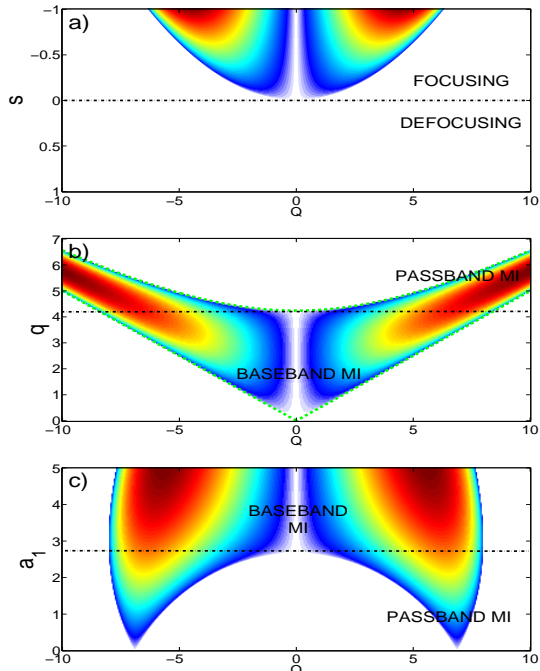 a)
−1
−0.5
0
0.5
1
s
FOCUSING
DEFOCUSING
−10 −5 0 5 10
Q
b)
7
6
5
4
3
2
1
0
q
PASSBAND MI
BASEBAND MI
−10 −5 0 5 10
Q
c)
5
4
3
2
1
0
a1
BASEBAND
MI
PASSBAND MI
−10 −5 0 5 10
Q